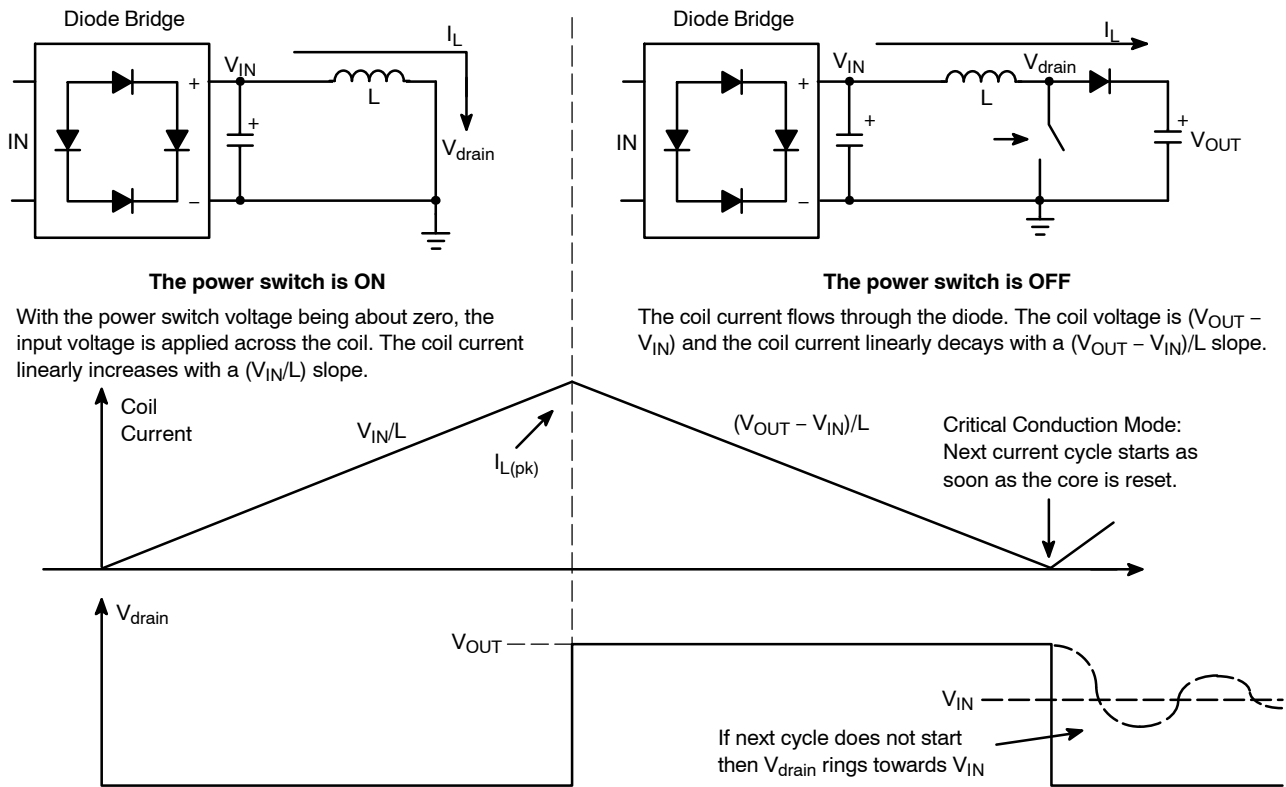 Diode Bridge
I_L
V_IN
+
+
IN
L
V_drain
−
The power switch is ON
With the power switch voltage being about zero, the
input voltage is applied across the coil. The coil current
linearly increases with a (V_IN/L) slope.
Diode Bridge
I_L
V_IN
V_drain
+
+
+
IN
L
V_OUT
−
The power switch is OFF
The coil current flows through the diode. The coil voltage is (V_OUT −
V_IN) and the coil current linearly decays with a (V_OUT − V_IN)/L slope.
Coil
Current
V_IN/L
I_L(pk)
(V_OUT − V_IN)/L
Critical Conduction Mode:
Next current cycle starts as
soon as the core is reset.
V_drain
V_OUT
V_IN
If next cycle does not start
then V_drain rings towards V_IN